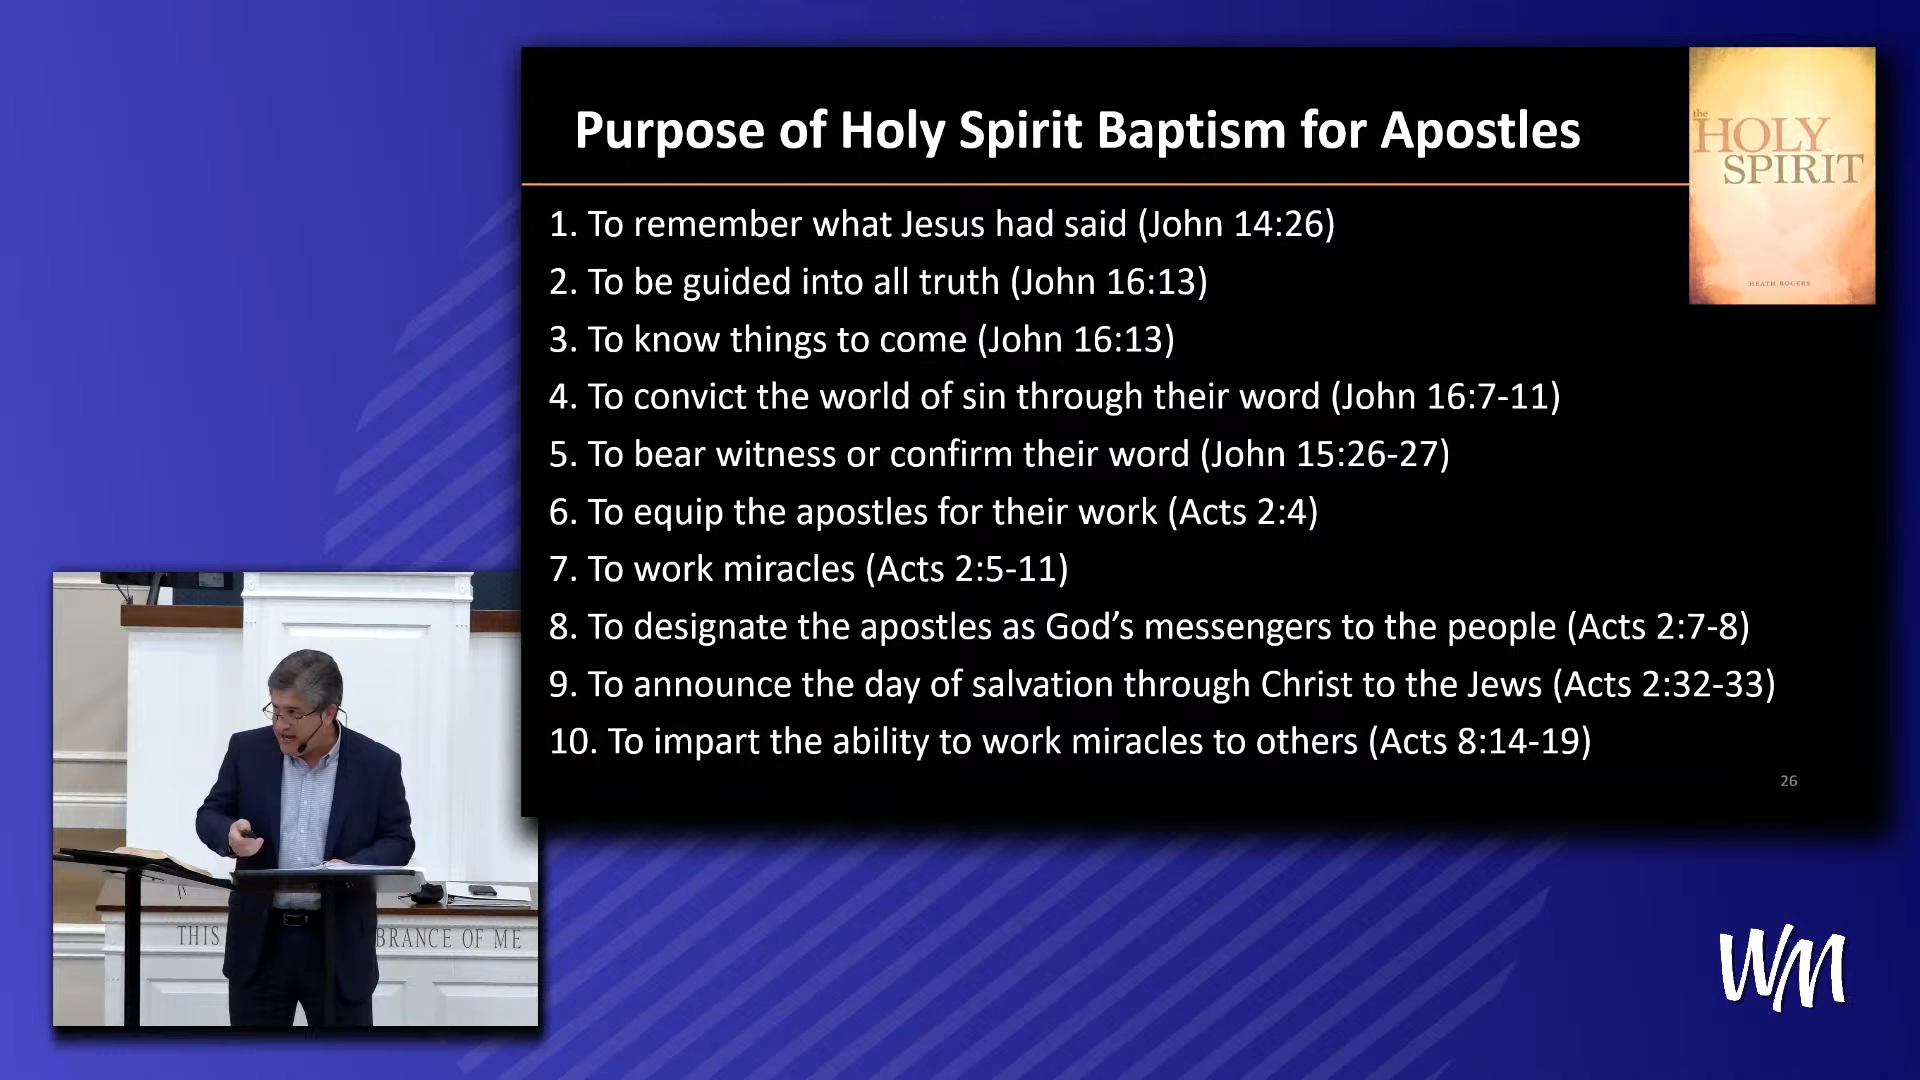 Purpose of Holy Spirit Baptism for Apostles
the
HOLY
SPIRIT
HEATH ROGERS
1. To remember what Jesus had said (John 14:26)
2. To be guided into all truth (John 16:13)
3. To know things to come (John 16:13)
4. To convict the world of sin through their word (John 16:7-11)
5. To bear witness or confirm their word (John 15:26-27)
6. To equip the apostles for their work (Acts 2:4)
7. To work miracles (Acts 2:5-11)
8. To designate the apostles as God’s messengers to the people (Acts 2:7-8)
9. To announce the day of salvation through Christ to the Jews (Acts 2:32-33)
10. To impart the ability to work miracles to others (Acts 8:14-19)
26
THIS BRANCE OF ME
WM